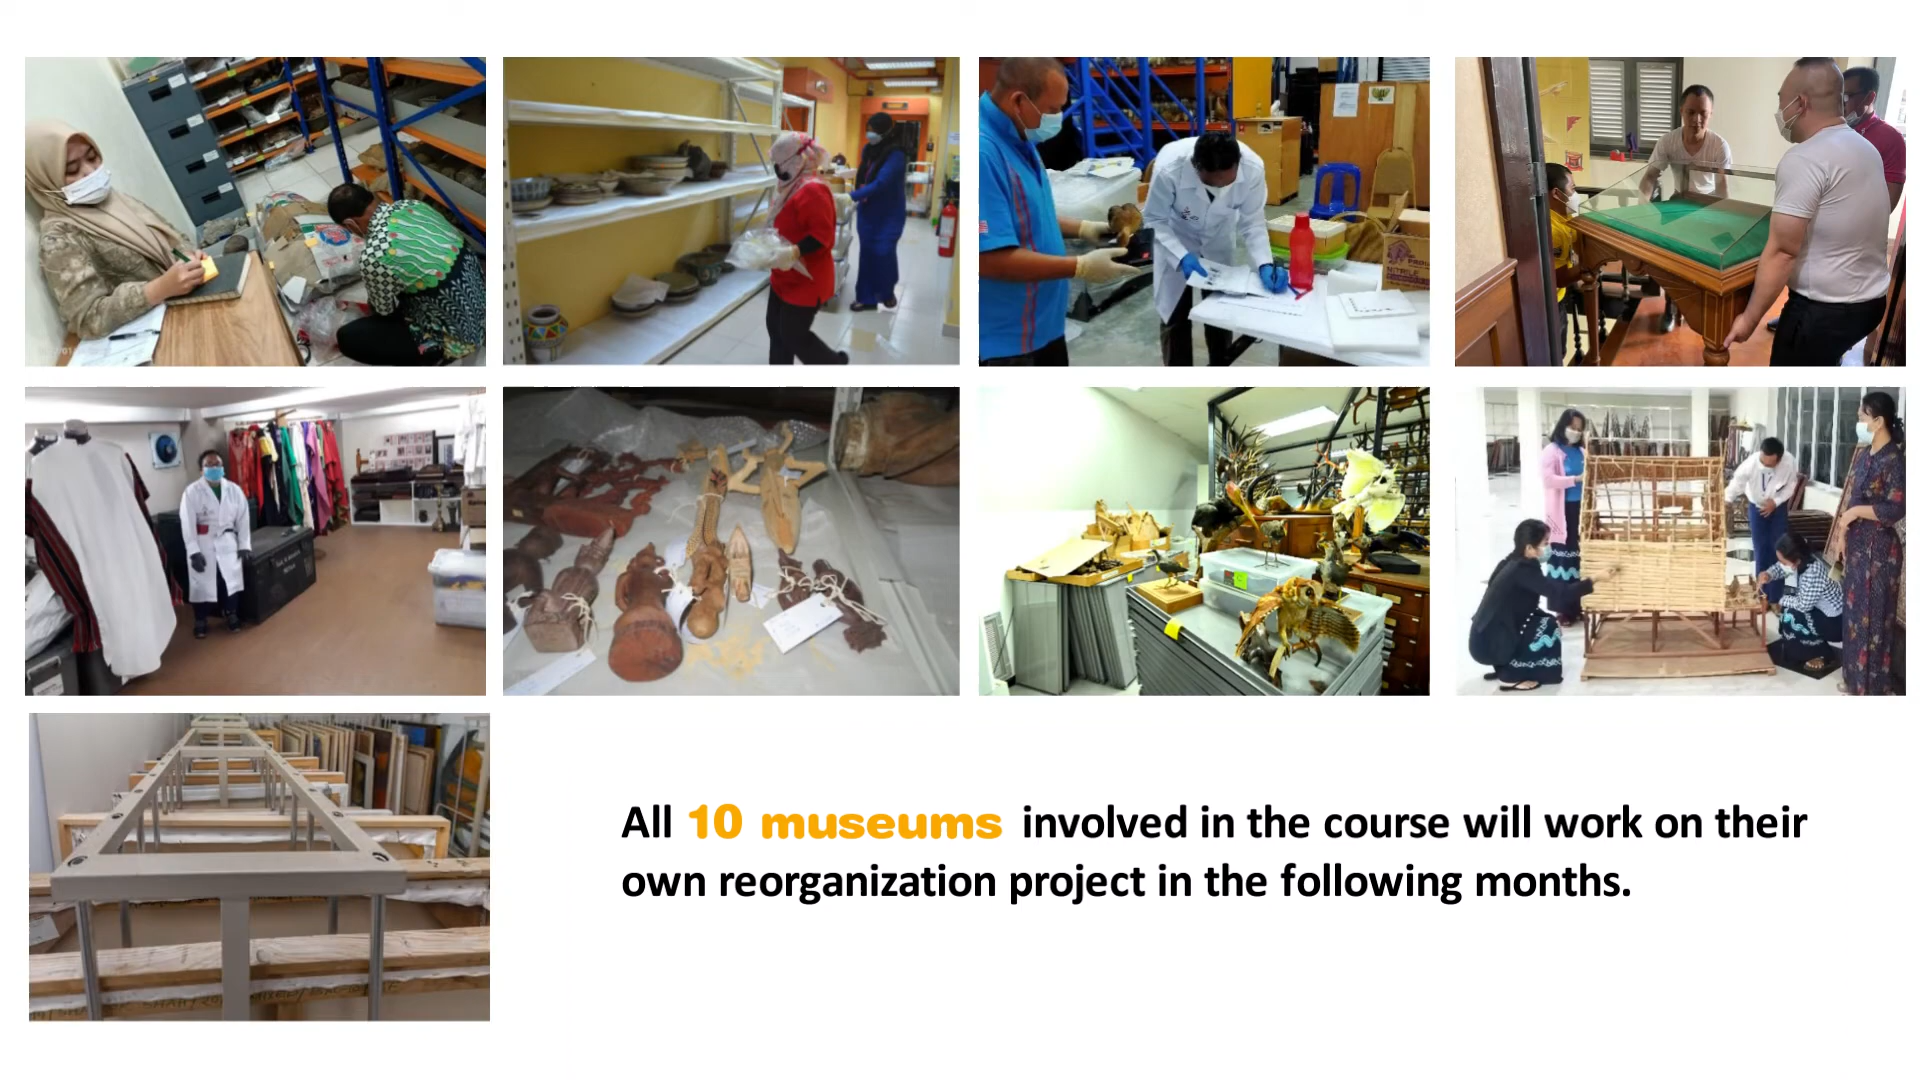 All 10 museums involved in the course will work on their
own reorganization project in the following months.